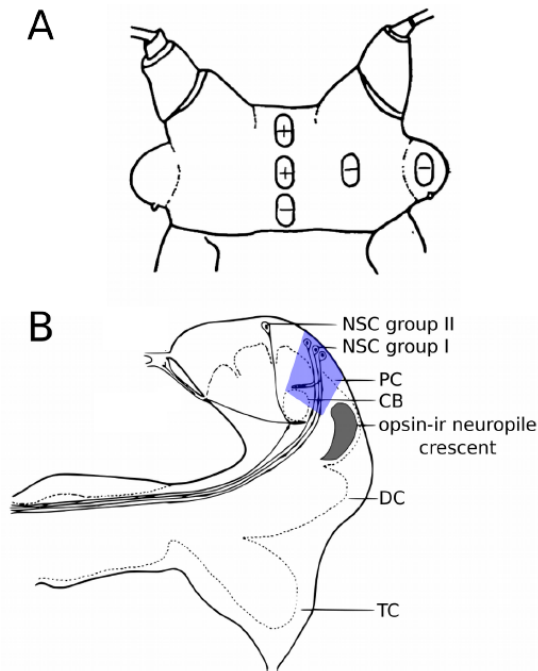 A
+
+
−
−
−
B
NSC group II
NSC group I
PC
CB
opsin-ir neuropile
crescent
DC
TC